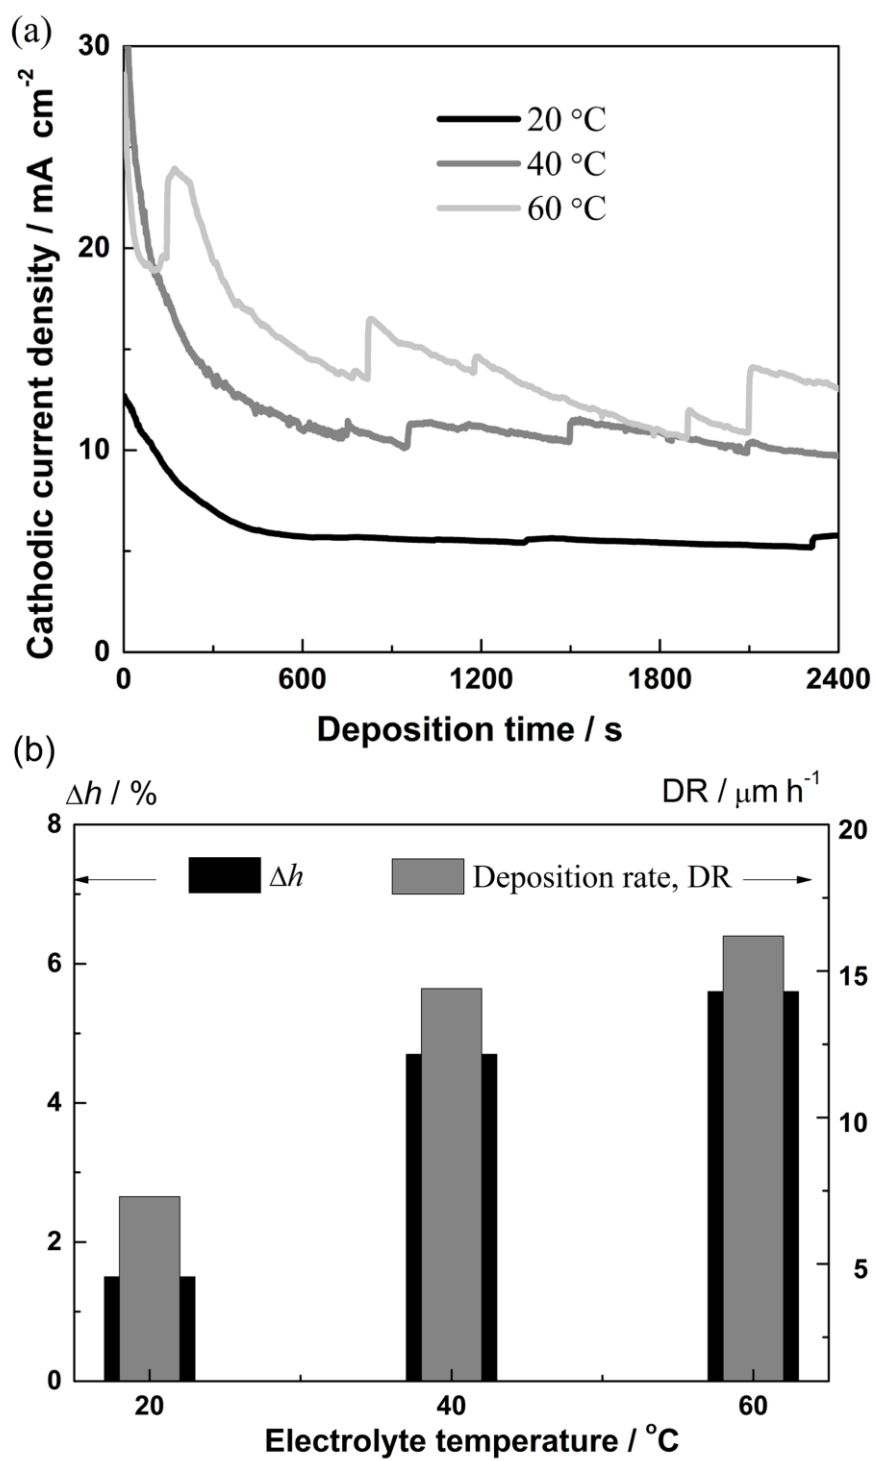 (a)
30
20
10
0
Cathodic current density / mA cm-2
20 °C
40 °C
60 °C
0 600 1200 1800 2400
Deposition time / s
(b)
Δh / % DR / μm h-1
8 20
Δh Deposition rate, DR
6 15
4 10
2 5
0
20 40 60
Electrolyte temperature / °C